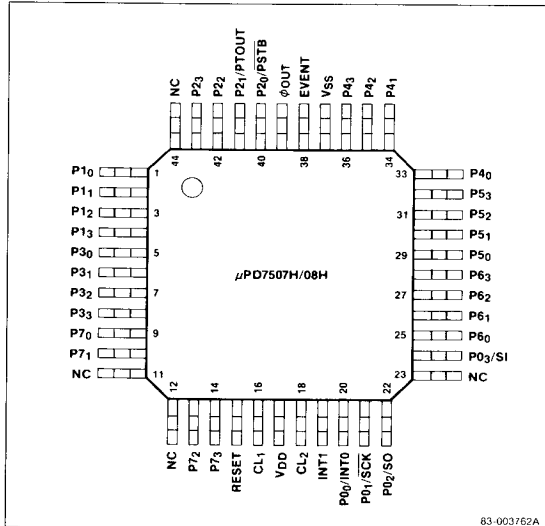 NC
P2₃
P2₂
P2₁/PTOUT
P2₀/P̅S̅T̅B̅
ϕOUT
EVENT
VSS
P4₃
P4₂
P4₁
44
42
40
38
36
34
P1₀
P1₁
P1₂
P1₃
P3₀
P3₁
P3₂
P3₃
P7₀
P7₁
NC
1
3
5
7
9
11
μPD7507H/08H
33
31
29
27
25
23
P4₀
P5₃
P5₂
P5₁
P5₀
P6₃
P6₂
P6₁
P6₀
P0₃/SI
NC
12
14
16
18
20
22
NC
P7₂
P7₃
RESET
CL₁
VDD
CL₂
INT1
P0₀/INT0
P0₁/S̅C̅K̅
P0₂/SO
83-003762A